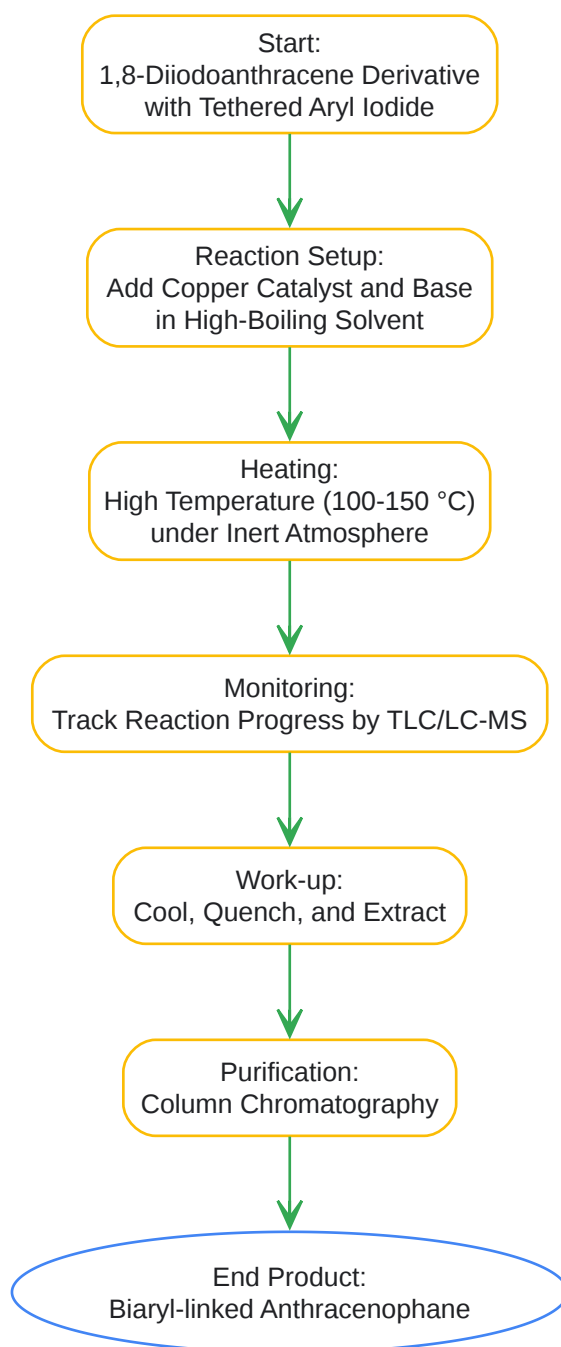 Start:
1,8-Diiodoanthracene Derivative
with Tethered Aryl Iodide
Reaction Setup:
Add Copper Catalyst and Base
in High-Boiling Solvent
Heating:
High Temperature (100-150 °C)
under Inert Atmosphere
Monitoring:
Track Reaction Progress by TLC/LC-MS
Work-up:
Cool, Quench, and Extract
Purification:
Column Chromatography
End Product:
Biaryl-linked Anthracenophane